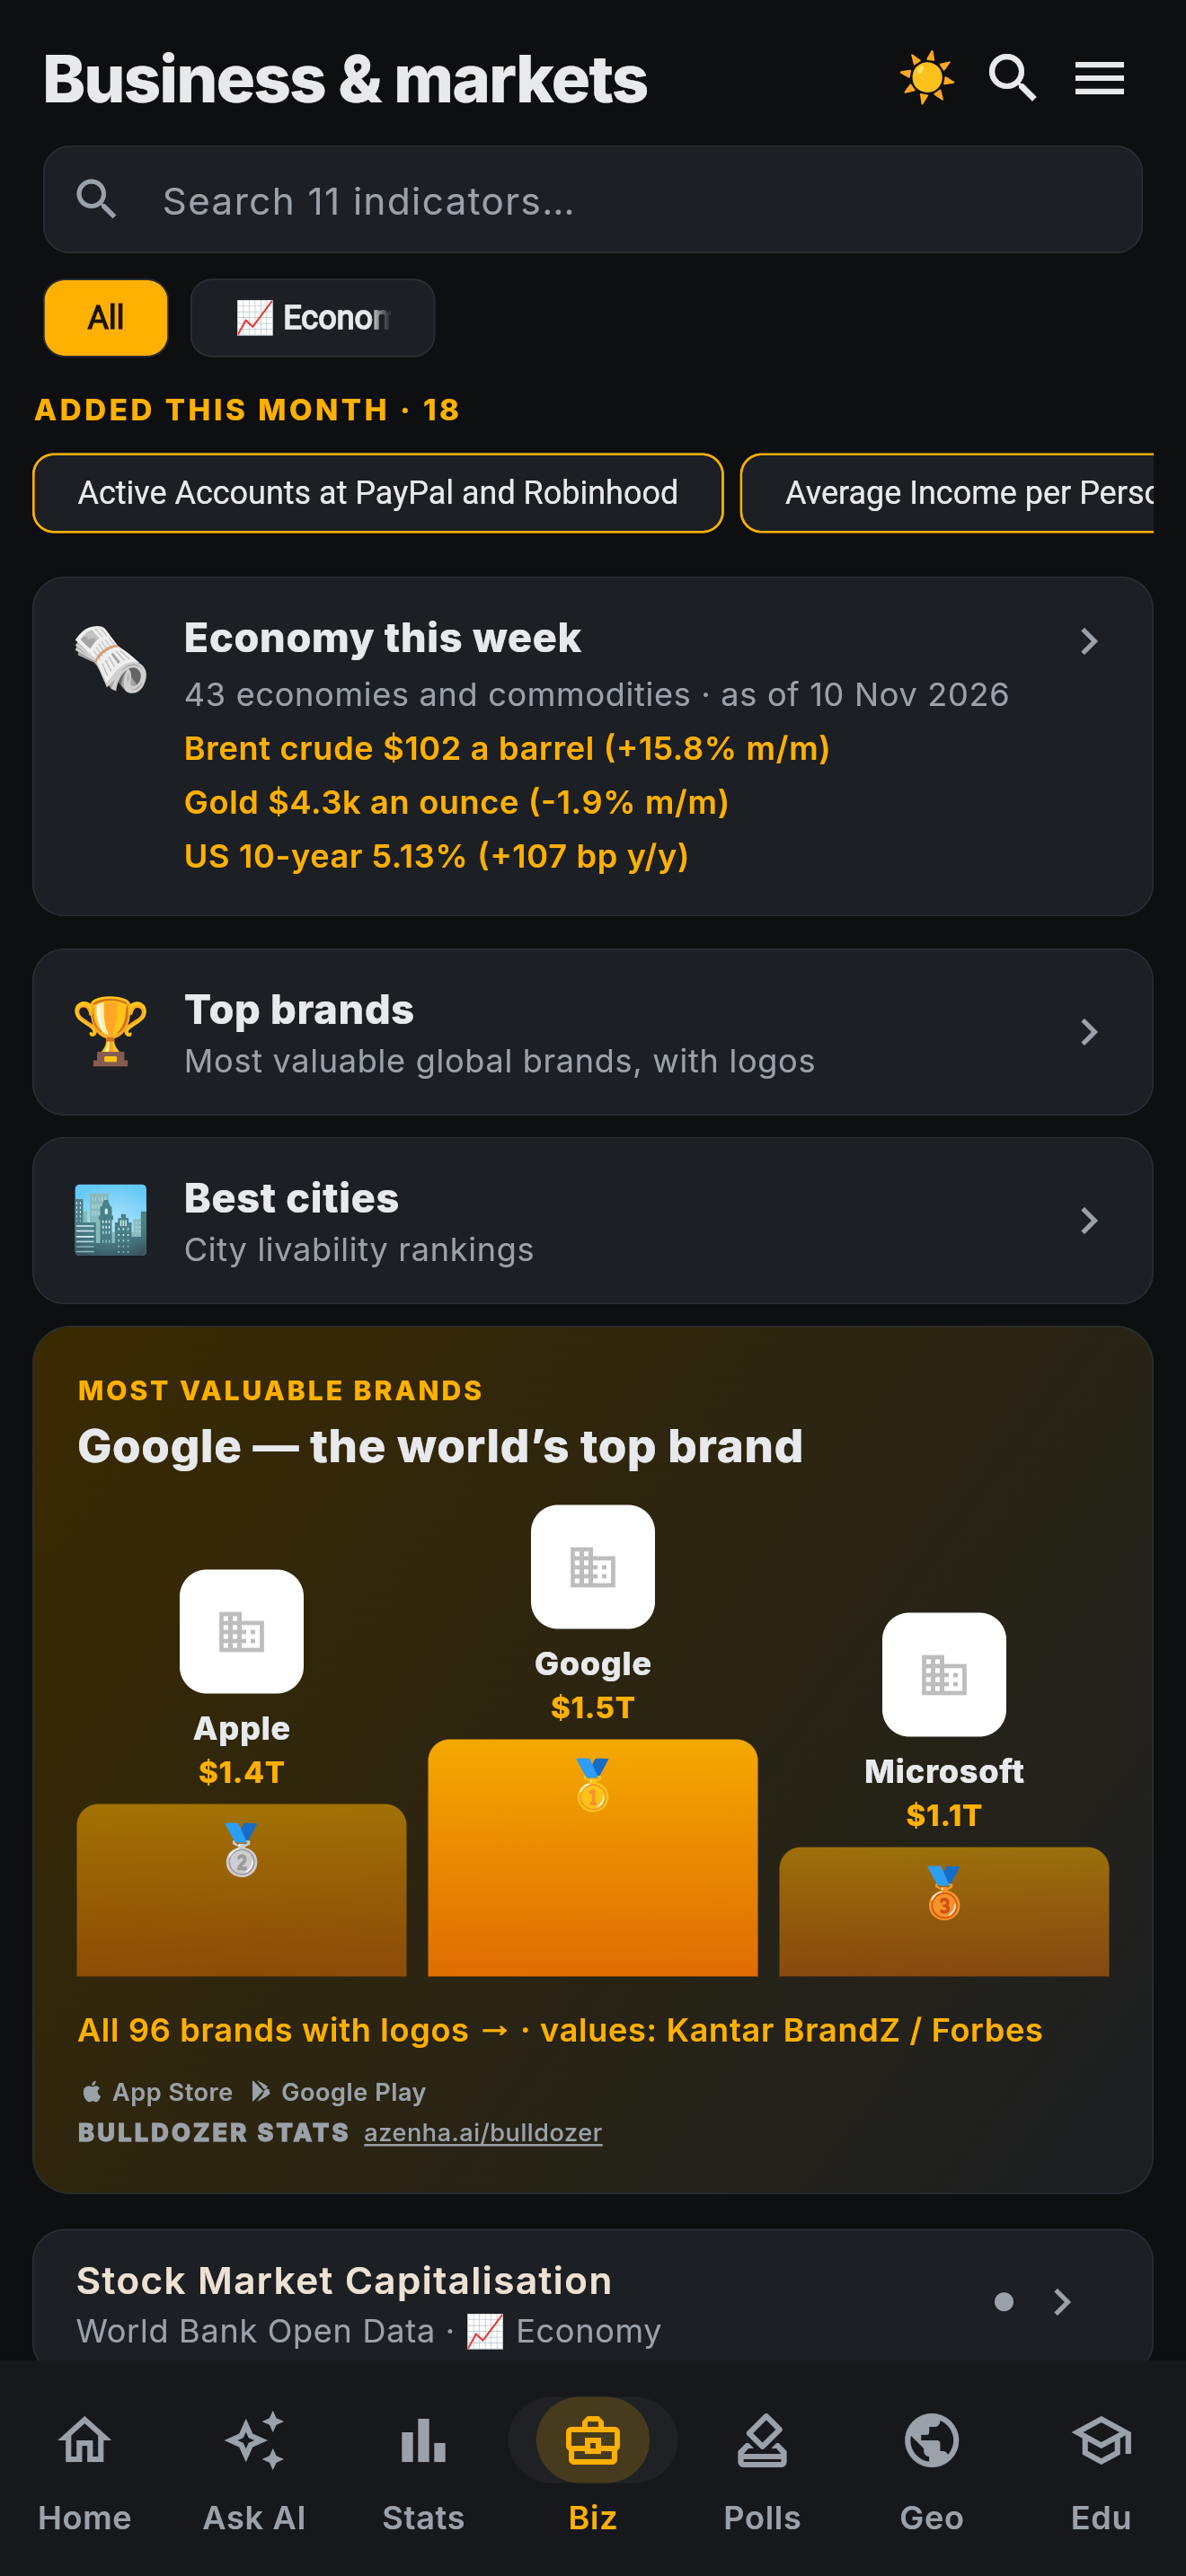 Business & markets
Search 11 indicators...
All
📈 Econom
ADDED THIS MONTH · 18
Active Accounts at PayPal and Robinhood
Average Income per Perso
Economy this week
43 economies and commodities · as of 10 Nov 2026
Brent crude $102 a barrel (+15.8% m/m)
Gold $4.3k an ounce (-1.9% m/m)
US 10-year 5.13% (+107 bp y/y)
Top brands
Most valuable global brands, with logos
Best cities
City livability rankings
MOST VALUABLE BRANDS
Google — the world’s top brand
Google
$1.5T
Apple
$1.4T
Microsoft
$1.1T
1
2
3
All 96 brands with logos → · values: Kantar BrandZ / Forbes
App Store Google Play
BULLDOZER STATS azenha.ai/bulldozer
Stock Market Capitalisation
World Bank Open Data · 📈 Economy
Home Ask AI Stats Biz Polls Geo Edu